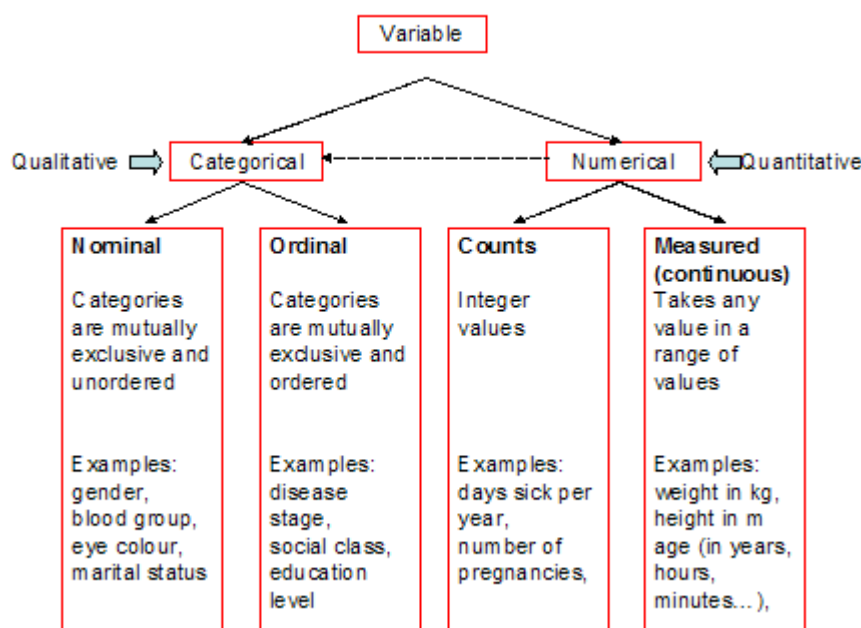 Variable
Qualitative
Categorical
Numerical
Quantitative
Nominal
Categories
are mutually
exclusive and
unordered
Examples:
gender,
blood group,
eye colour,
marital status
Ordinal
Categories
are mutually
exclusive and
ordered
Examples:
disease
stage,
social class,
education
level
Counts
Integer
values
Examples:
days sick per
year,
number of
pregnancies,
Measured
(continuous)
Takes any
value in a
range of
values
Examples:
weight in kg,
height in m
age (in years,
hours,
minutes...),